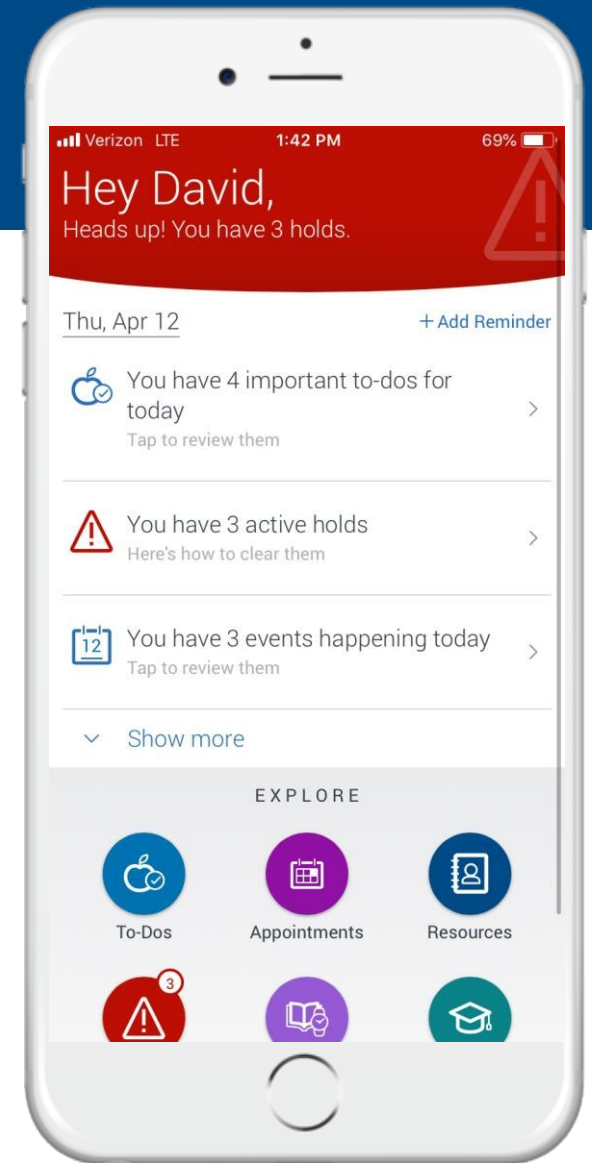 Verizon LTE 1:42 PM 69%
Hey David,
Heads up! You have 3 holds.
Thu, Apr 12 + Add Reminder
You have 4 important to-dos for
today
Tap to review them
You have 3 active holds
Here's how to clear them
12
You have 3 events happening today
Tap to review them
Show more
EXPLORE
To-Dos Appointments Resources
3